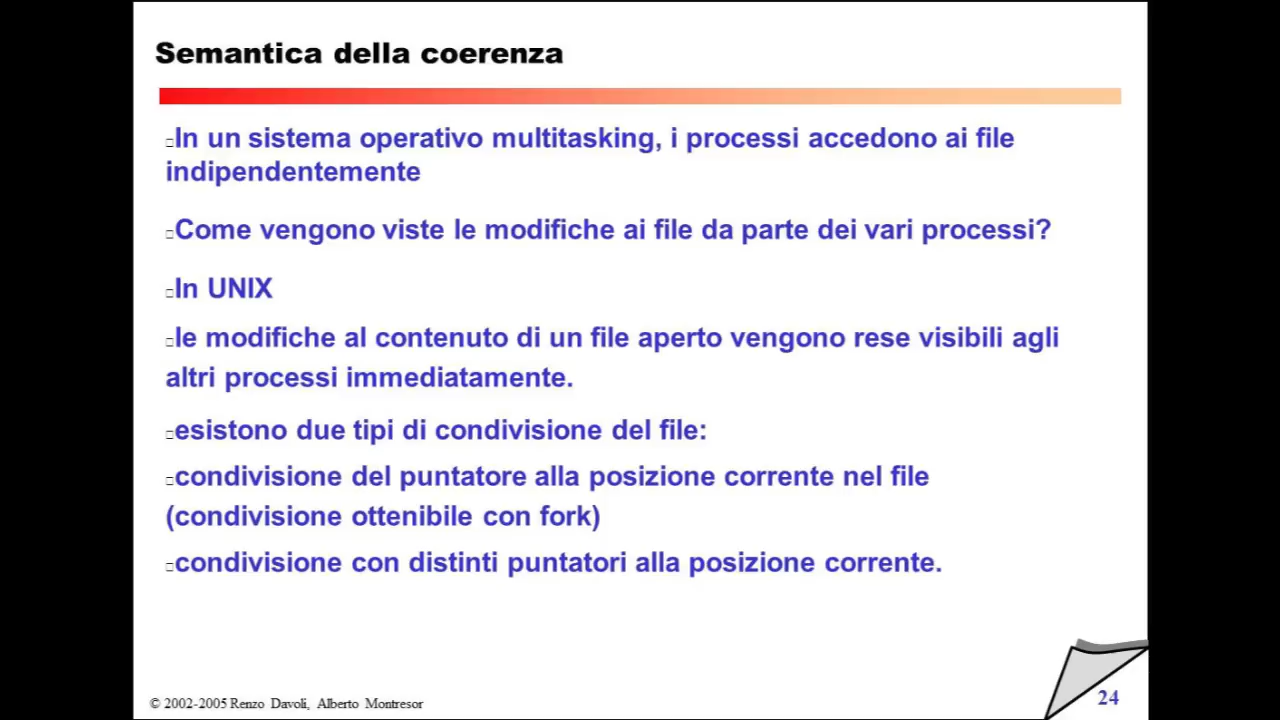 Semantica della coerenza
In un sistema operativo multitasking, i processi accedono ai file
indipendentemente
Come vengono viste le modifiche ai file da parte dei vari processi?
In UNIX
le modifiche al contenuto di un file aperto vengono rese visibili agli
altri processi immediatamente.
esistono due tipi di condivisione del file:
condivisione del puntatore alla posizione corrente nel file
(condivisione ottenibile con fork)
condivisione con distinti puntatori alla posizione corrente.
© 2002-2005 Renzo Davoli, Alberto Montresor
24